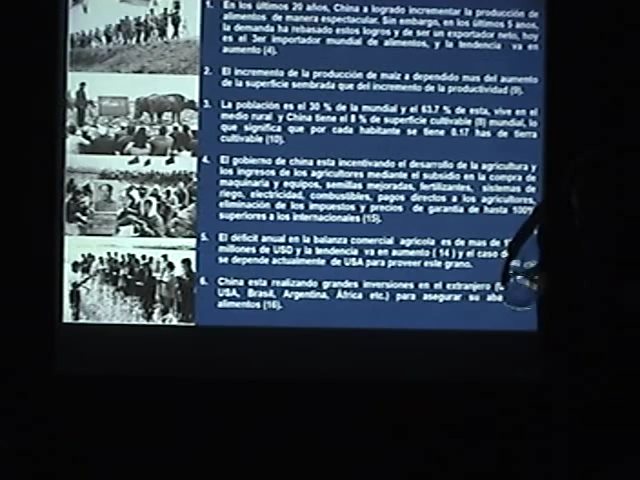 1. En los últimos 20 años, China a logrado incrementar la producción de
alimentos de manera espectacular. Sin embargo, en los últimos 5 anos,
la demanda ha rebasado estos logros y de ser un exportador neto, hoy
es el 3er importador mundial de alimentos, y la tendencia va en
aumento (4).
2. El incremento de la producción de maíz a dependido mas del aumento
de la superficie sembrada que del incremento de la productividad (9).
3. La población es el 30 % de la mundial y el 63.7 % de esta, vive en el
medio rural y China tiene el 8 % de superficie cultivable (8) mundial, lo
que significa que por cada habitante se tiene 0.17 has de tierra
cultivable (10).
4. El gobierno de china esta incentivando el desarrollo de la agricultura y
los ingresos de los agricultores mediante el subsidio en la compra de
maquinaria y equipos, semillas mejoradas, fertilizantes, sistemas de
riego, electricidad, combustibles, pagos directos a los agricultores,
eliminación de los impuestos y precios de garantía de hasta 100%
superiores a los internacionales (15).
5. El déficit anual en la balanza comercial agrícola es de mas de
millones de USD y la tendencia va en aumento ( 14 ) y el caso
se depende actualmente de USA para proveer este grano.
6. China esta realizando grandes inversiones en el extranjero
USA, Brasil, Argentina, África etc.) para asegurar su
alimentos (16).